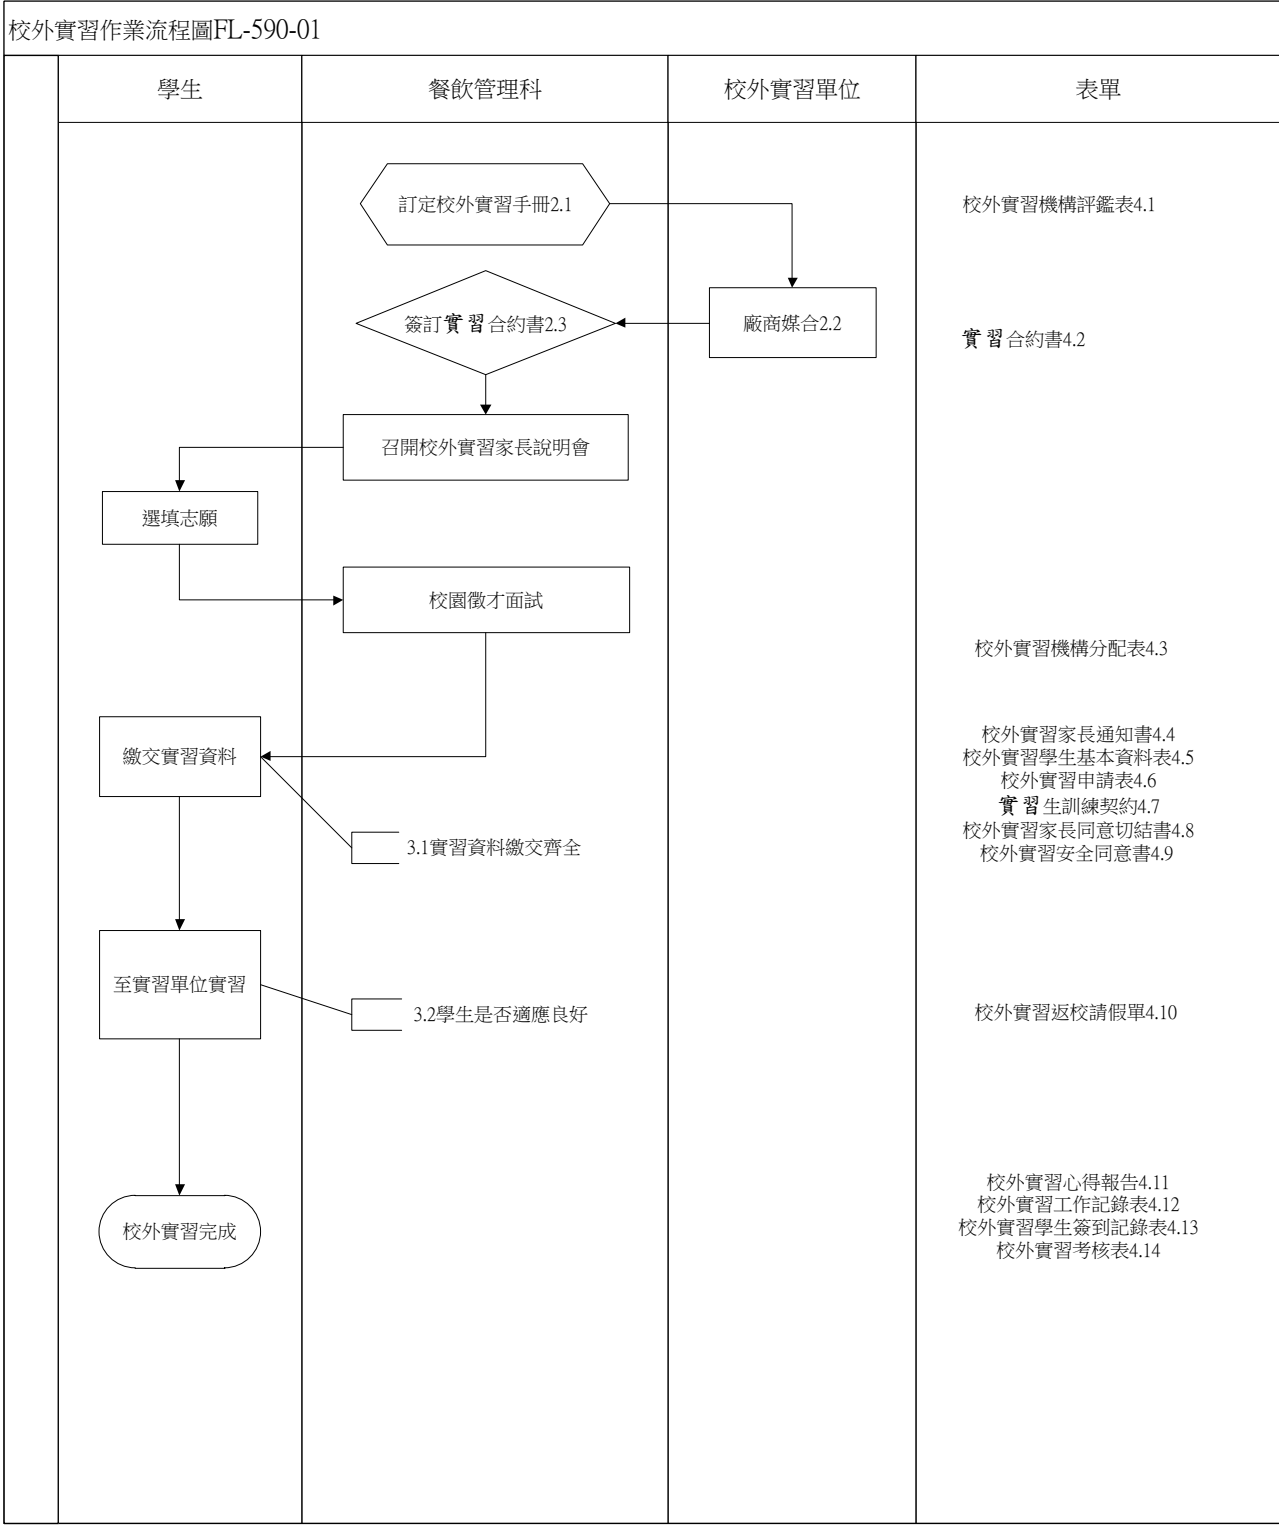 校外實習作業流程圖FL-590-01
學生
餐飲管理科
校外實習單位
表單
訂定校外實習手冊2.1
校外實習機構評鑑表4.1
簽訂實習合約書2.3
廠商媒合2.2
實習合約書4.2
召開校外實習家長說明會
選填志願
校園徵才面試
校外實習機構分配表4.3
繳交實習資料
校外實習家長通知書4.4
校外實習學生基本資料表4.5
校外實習申請表4.6
實習生訓練契約4.7
校外實習家長同意切結書4.8
校外實習安全同意書4.9
3.1實習資料繳交齊全
至實習單位實習
3.2學生是否適應良好
校外實習返校請假單4.10
校外實習完成
校外實習心得報告4.11
校外實習工作記錄表4.12
校外實習學生簽到記錄表4.13
校外實習考核表4.14